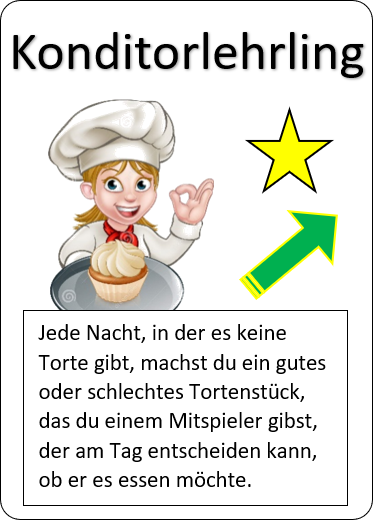 Konditorlehrling
Jede Nacht, in der es keine
Torte gibt, machst du ein gutes
oder schlechtes Tortenstück,
das du einem Mitspieler gibst,
der am Tag entscheiden kann,
ob er es essen möchte.